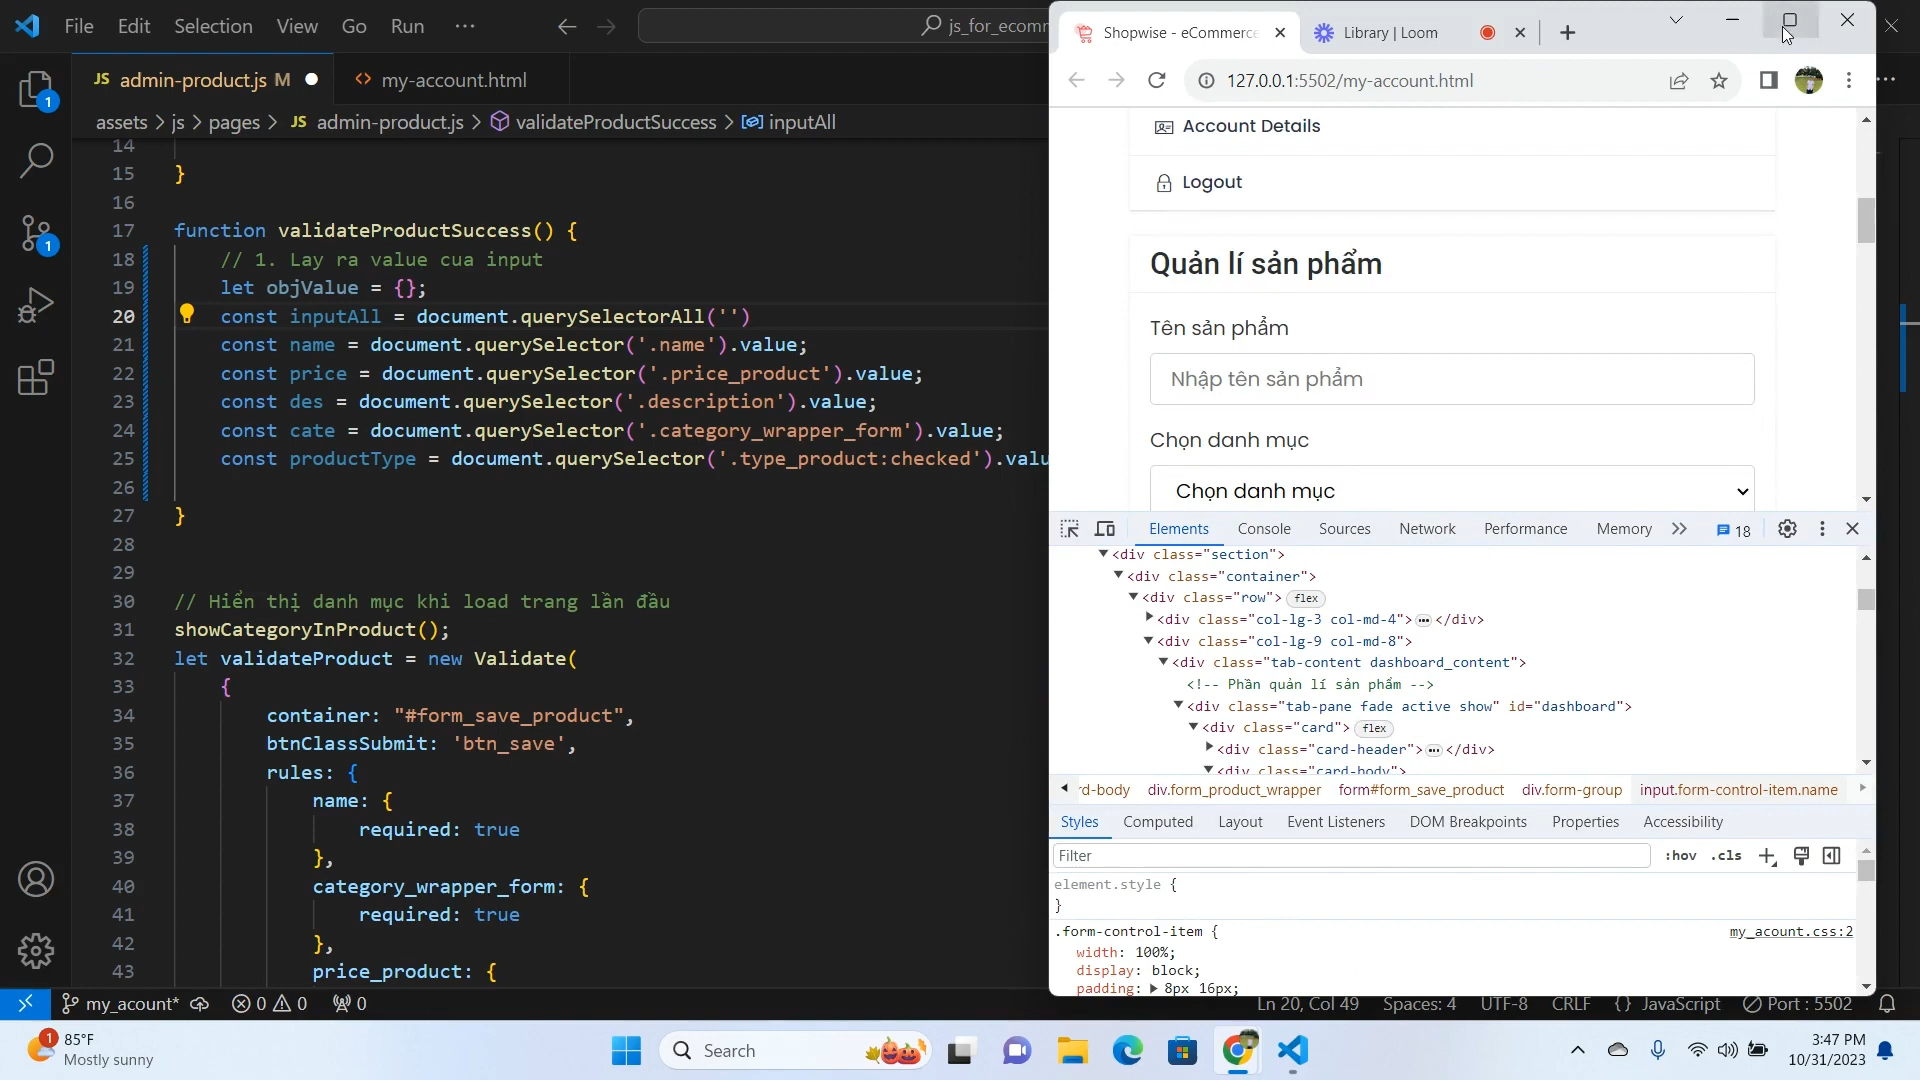 File Edit Selection View Go Run ··· js_for_ecomm
JS admin-product.js M ● <> my-account.html
assets > js > pages > JS admin-product.js > validateProductSuccess > inputAll
14
15 }
16
17 function validateProductSuccess() {
18 // 1. Lay ra value cua input
19 let objValue = {};
20 const inputAll = document.querySelectorAll('')
21 const name = document.querySelector('.name').value;
22 const price = document.querySelector('.price_product').value;
23 const des = document.querySelector('.description').value;
24 const cate = document.querySelector('.category_wrapper_form').value;
25 const productType = document.querySelector('.type_product:checked').valu
26
27 }
28
29
30 // Hiển thị danh mục khi load trang lần đầu
31 showCategoryInProduct();
32 let validateProduct = new Validate(
33 {
34 container: "#form_save_product",
35 btnClassSubmit: 'btn_save',
36 rules: {
37 name: {
38 required: true
39 },
40 category_wrapper_form: {
41 required: true
42 },
43 price_product: {
1
1
Shopwise - eCommerce Library | Loom
127.0.0.1:5502/my-account.html
Account Details
Logout
Quản lí sản phẩm
Tên sản phẩm
Nhập tên sản phẩm
Chọn danh mục
Chọn danh mục
Elements Console Sources Network Performance Memory 18
<div class="section">
<div class="container">
<div class="row"> flex
<div class="col-lg-3 col-md-4"> ··· </div>
<div class="col-lg-9 col-md-8">
<div class="tab-content dashboard_content">
<!-- Phần quản lí sản phẩm -->
<div class="tab-pane fade active show" id="dashboard">
<div class="card"> flex
<div class="card-header"> ··· </div>
<div class="card-body">
rd-body div.form_product_wrapper form#form_save_product div.form-group input.form-control-item.name
Styles Computed Layout Event Listeners DOM Breakpoints Properties Accessibility
Filter :hov .cls
element.style {
}
.form-control-item { my_acount.css:2
width: 100%;
display: block;
padding: 8px 16px;
my_acount* 0 0 0 Ln 20, Col 49 Spaces: 4 UTF-8 CRLF {} JavaScript Port : 5502
1 85°F
Mostly sunny
Search
3:47 PM
10/31/2023